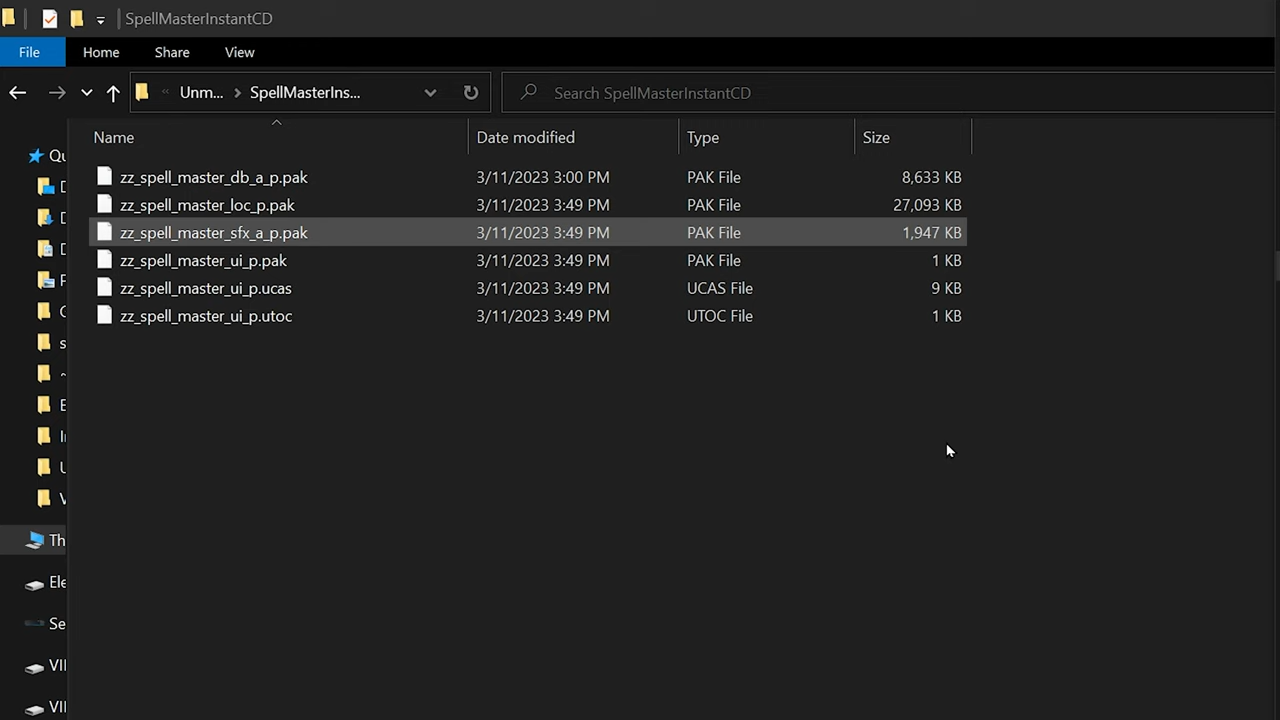 SpellMasterInstantCD
File Home Share View
« Unm... > SpellMasterIns... Search SpellMasterInstantCD
Name Date modified Type Size
zz_spell_master_db_a_p.pak 3/11/2023 3:00 PM PAK File 8,633 KB
zz_spell_master_loc_p.pak 3/11/2023 3:49 PM PAK File 27,093 KB
zz_spell_master_sfx_a_p.pak 3/11/2023 3:49 PM PAK File 1,947 KB
zz_spell_master_ui_p.pak 3/11/2023 3:49 PM PAK File 1 KB
zz_spell_master_ui_p.ucas 3/11/2023 3:49 PM UCAS File 9 KB
zz_spell_master_ui_p.utoc 3/11/2023 3:49 PM UTOC File 1 KB
Qu
D
D
D
P
s
~
E
Th
Ele
Se
VI
VI